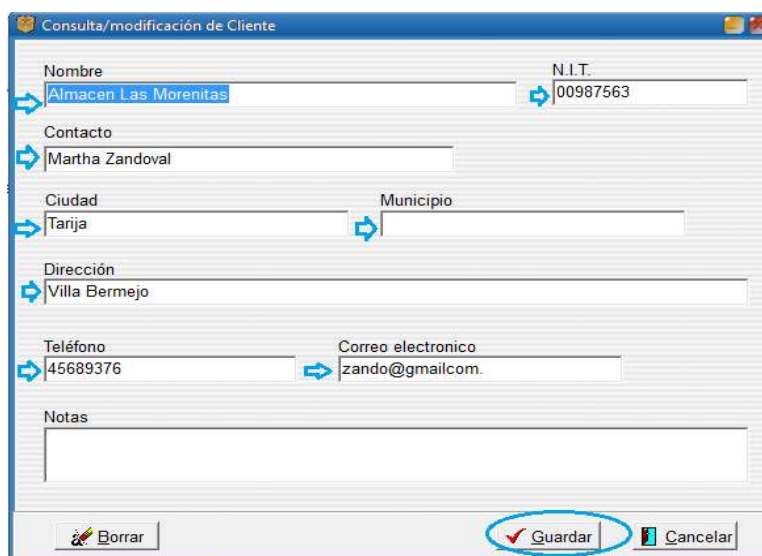 Consulta/modificación de Cliente
Nombre N.I.T.
Almacen Las Morenitas 00987563
Contacto
Martha Zandoval
Ciudad Municipio
Tarija
Dirección
Villa Bermejo
Teléfono Correo electronico
45689376 zando@gmailcom.
Notas
Borrar Guardar Cancelar